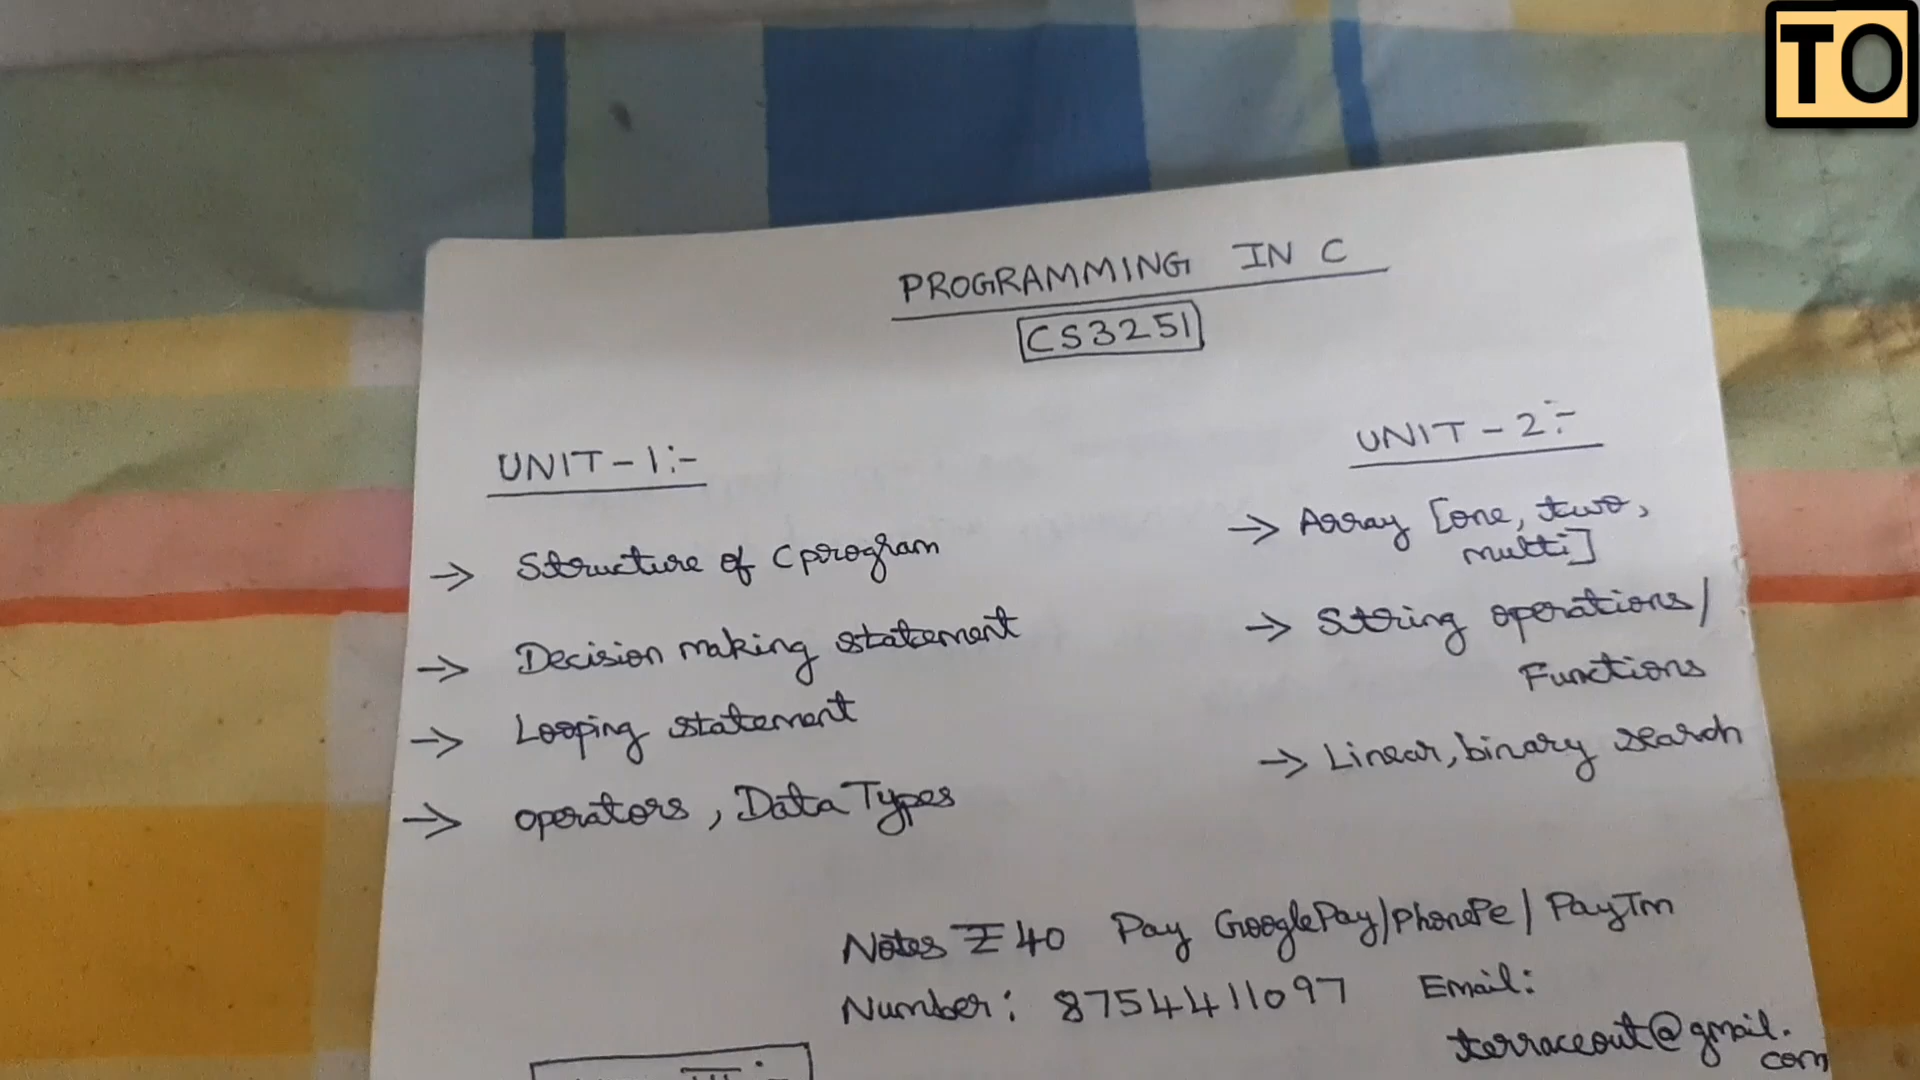 TO
PROGRAMMING IN C
CS3251
UNIT-1:-
→ Structure of C program
→ Decision making statement
→ Looping statement
→ operators, Data Types
UNIT-2:-
→ Array [one, two,
multi]
→ String operations/
Functions
→ Linear, binary search
Notes ₹40 Pay GooglePay/PhonePe/PayTm
Number: 8754411097 Email:
terraceout@gmail.
com